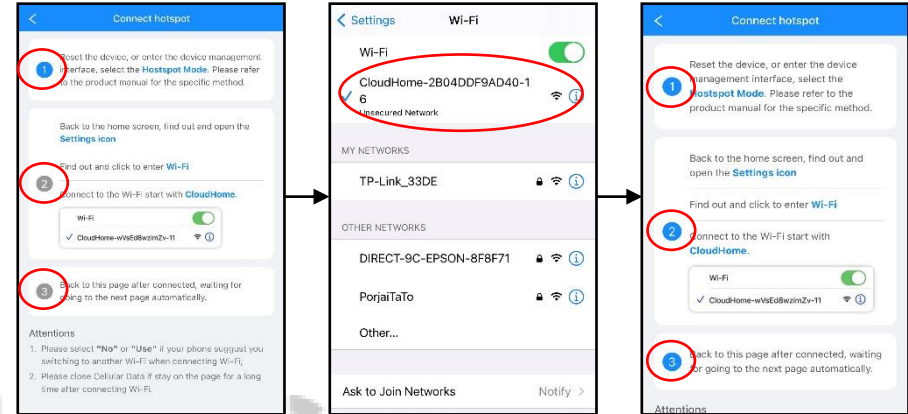 Connect hotspot
1
Reset the device, or enter the device management
interface, select the Hostspot Mode. Please refer
to the product manual for the specific method.
Back to the home screen, find out and open the
Settings icon
Find out and click to enter Wi-Fi
2
Connect to the Wi-Fi start with CloudHome.
Wi-Fi
CloudHome-wVsEd8wzimZv-11
3
Back to this page after connected, waiting for
going to the next page automatically.
Attentions
1. Please select "No" or "Use" if your phone suggust you
switching to another Wi-Fi when connecting Wi-Fi;
2. Please close Cellular Data if stay on the page for a long
time after connecting Wi-Fi.
Settings
Wi-Fi
Wi-Fi
CloudHome-2B04DDF9AD40-1
6
Unsecured Network
MY NETWORKS
TP-Link_33DE
OTHER NETWORKS
DIRECT-9C-EPSON-8F8F71
PorjaiTaTo
Other...
Ask to Join Networks
Notify
Connect hotspot
1
Reset the device, or enter the device
management interface, select the
Hostspot Mode. Please refer to the
product manual for the specific method.
Back to the home screen, find out and
open the Settings icon
Find out and click to enter Wi-Fi
2
Connect to the Wi-Fi start with
CloudHome.
Wi-Fi
CloudHome-wVsEd8wzimZv-11
3
Back to this page after connected, waiting
for going to the next page automatically.
Attentions